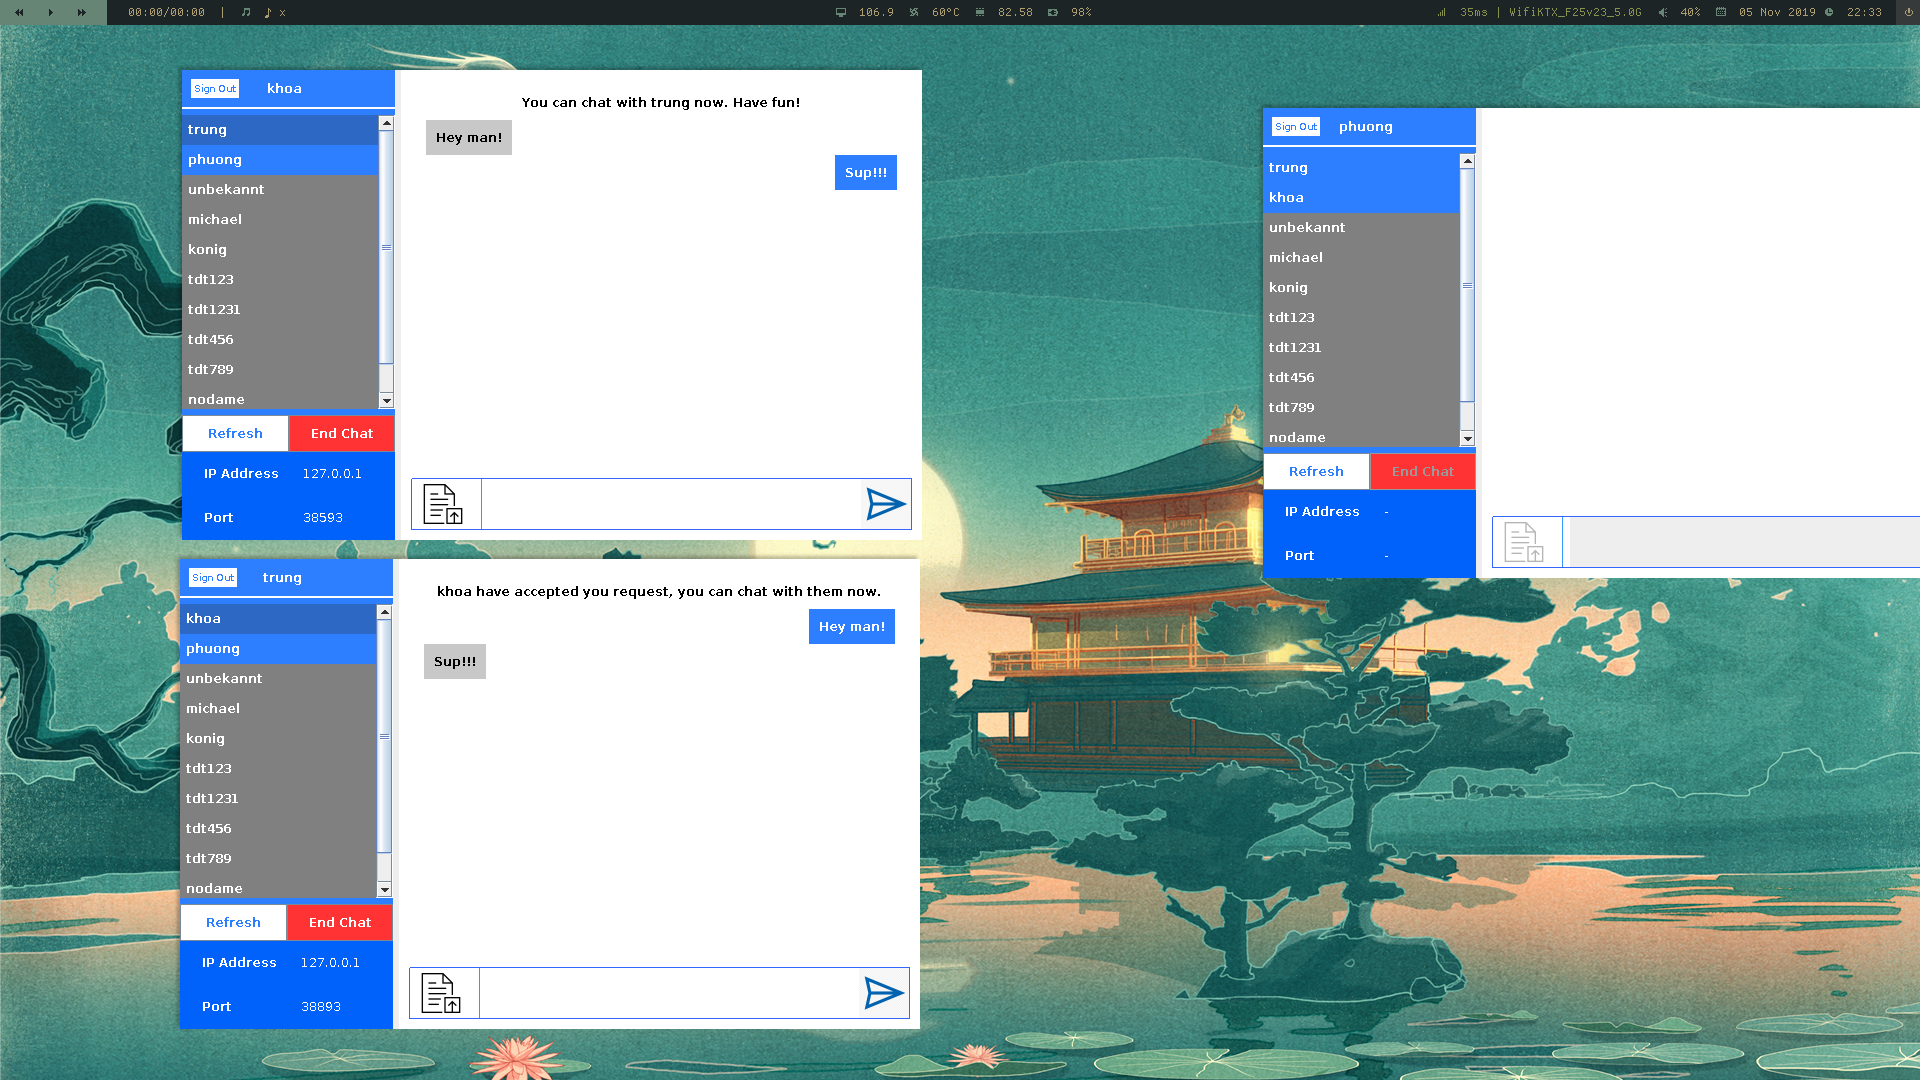 00:00/00:00 | x 106.9 60°C 82.58 98% 35ms | WifiKTX_F25v23_5.0G 40% 05 Nov 2019 22:33
Sign Out khoa
trung
phuong
unbekannt
michael
konig
tdt123
tdt1231
tdt456
tdt789
nodame
Refresh End Chat
IP Address 127.0.0.1
Port 38593
You can chat with trung now. Have fun!
Hey man!
Sup!!!
Sign Out phuong
trung
khoa
unbekannt
michael
konig
tdt123
tdt1231
tdt456
tdt789
nodame
Refresh End Chat
IP Address -
Port -
Sign Out trung
khoa
phuong
unbekannt
michael
konig
tdt123
tdt1231
tdt456
tdt789
nodame
Refresh End Chat
IP Address 127.0.0.1
Port 38893
khoa have accepted you request, you can chat with them now.
Hey man!
Sup!!!